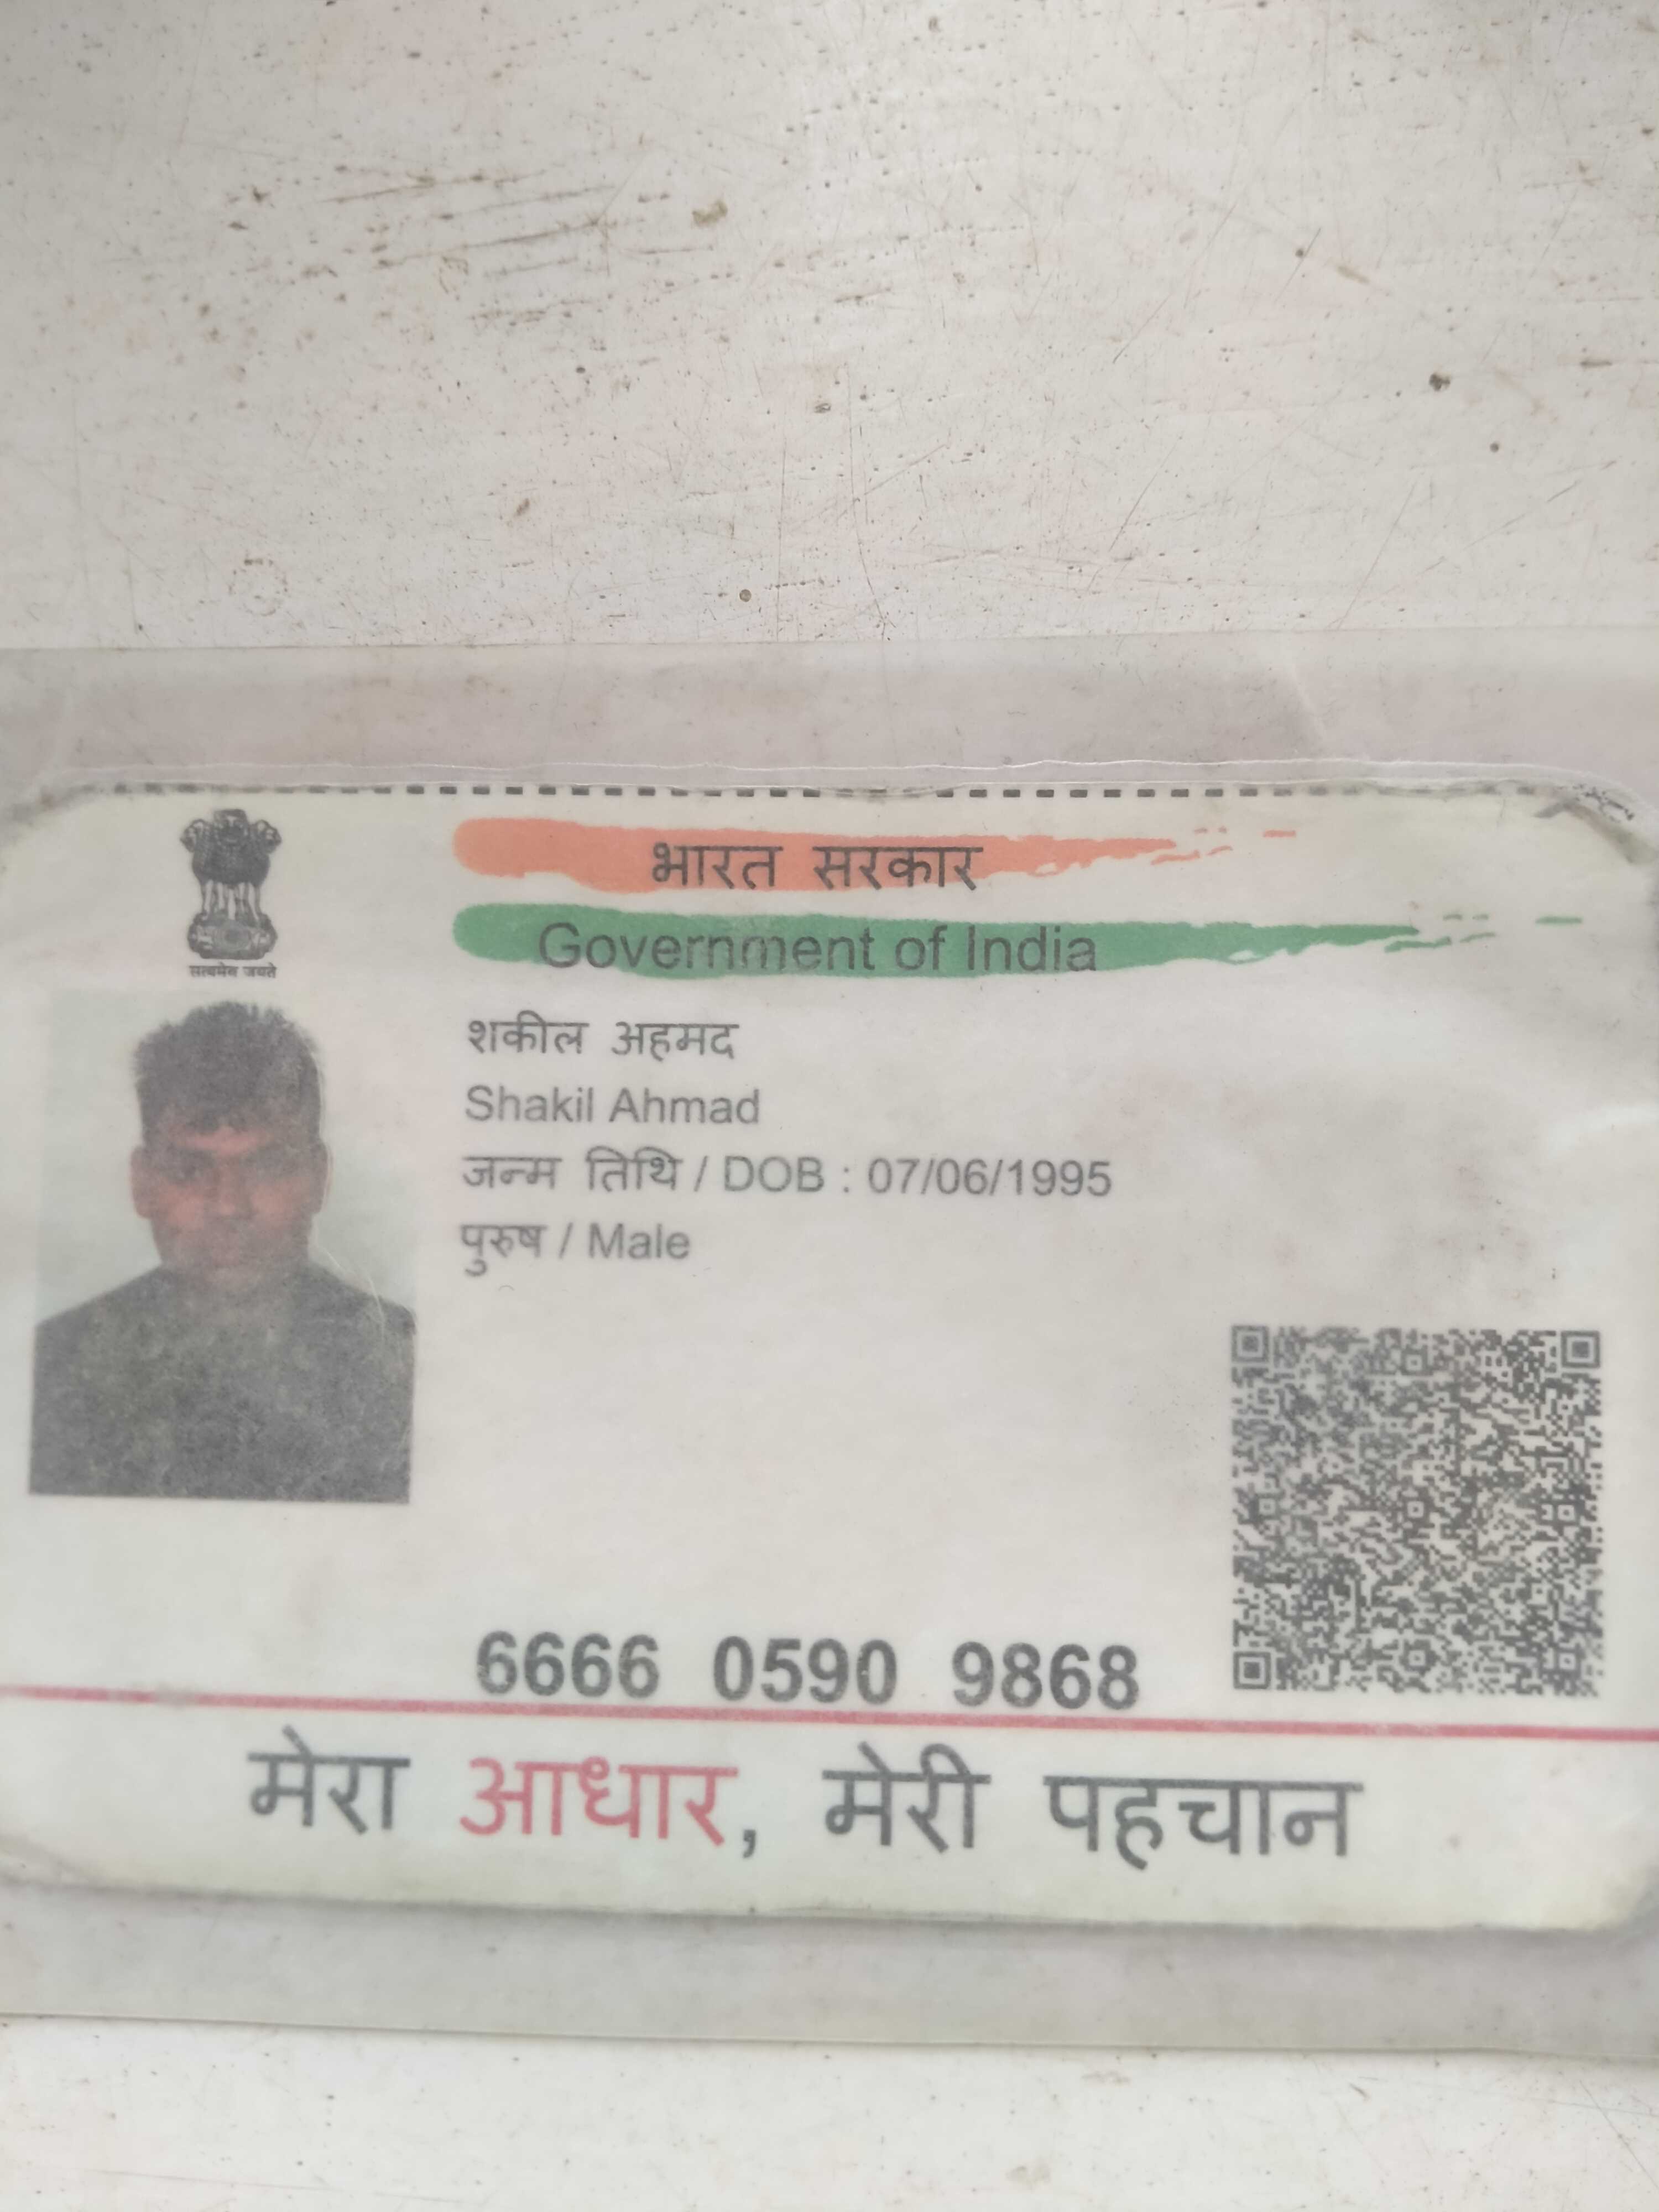 सत्यमेव जयते
भारत सरकार
Government of India
शकील अहमद
Shakil Ahmad
जन्म तिथि / DOB : 07/06/1995
पुरुष / Male
6666 0590 9868
मेरा आधार, मेरी पहचान